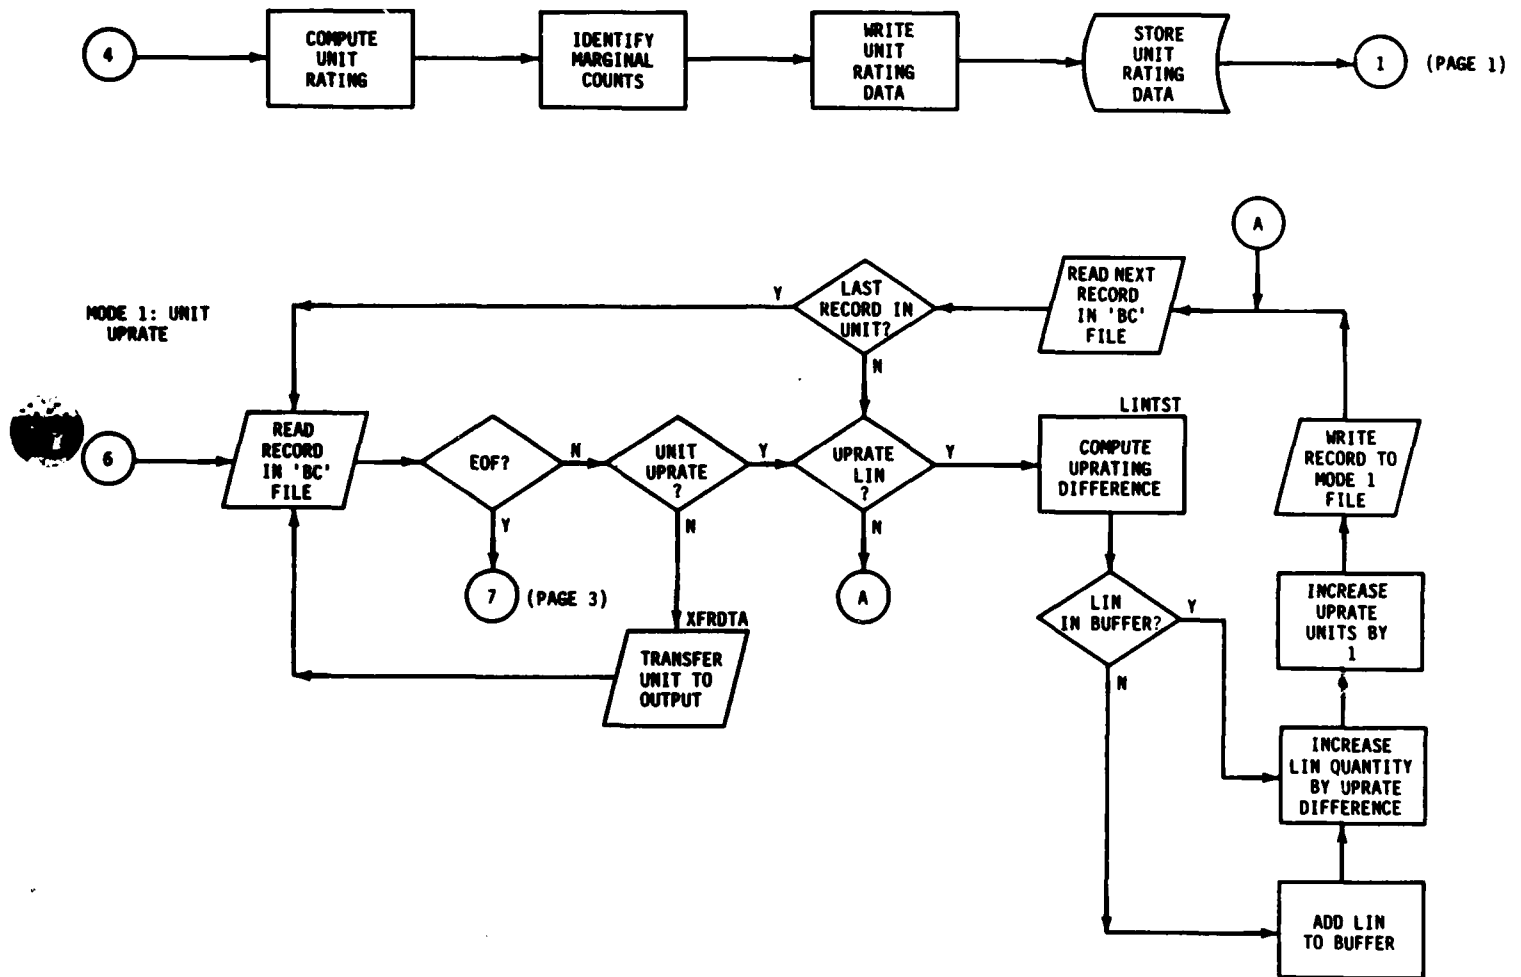 4
COMPUTE
UNIT
RATING
IDENTIFY
MARGINAL
COUNTS
WRITE
UNIT
RATING
DATA
STORE
UNIT
RATING
DATA
1
(PAGE 1)
A
MODE 1: UNIT
UPRATE
Y
LAST
RECORD IN
UNIT?
N
READ NEXT
RECORD
IN 'BC'
FILE
6
READ
RECORD
IN 'BC'
FILE
EOF?
N
Y
7
(PAGE 3)
UNIT
UPRATE
?
Y
N
XFRDTA
TRANSFER
UNIT TO
OUTPUT
UPRATE
LIN
?
Y
N
A
LINTST
COMPUTE
UPRATING
DIFFERENCE
LIN
IN BUFFER?
Y
N
WRITE
RECORD TO
MODE 1
FILE
INCREASE
UPRATE
UNITS BY
1
INCREASE
LIN QUANTITY
BY UPRATE
DIFFERENCE
ADD LIN
TO BUFFER